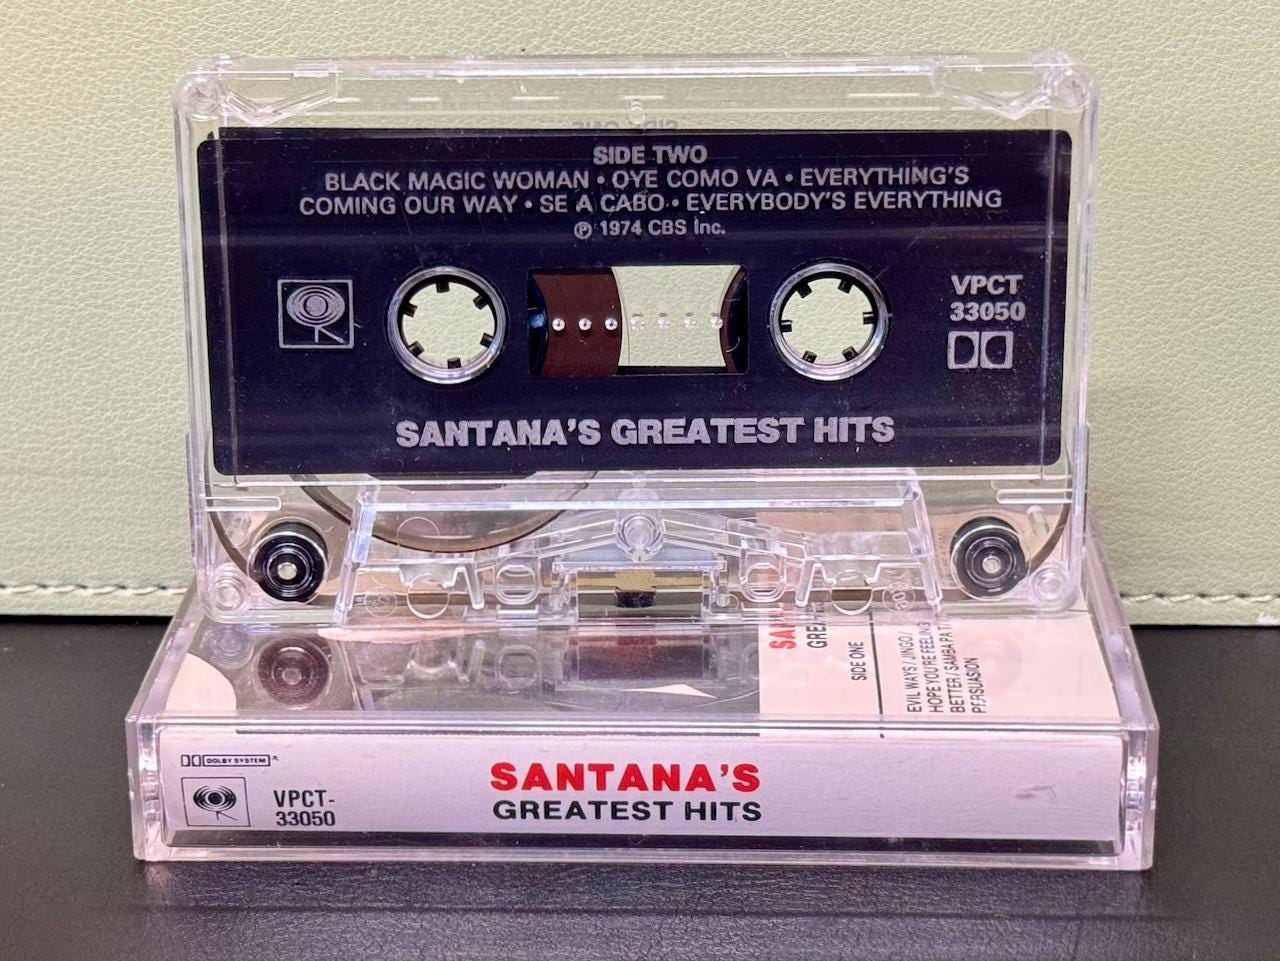 SIDE TWO
BLACK MAGIC WOMAN • OYE COMO VA • EVERYTHING'S
COMING OUR WAY • SE A CABO • EVERYBODY'S EVERYTHING
℗ 1974 CBS Inc.
VPCT
33050
SANTANA'S GREATEST HITS
SIDE ONE
EVIL WAYS / JINGO /
HOPE YOU'RE FEELING
BETTER / SAMBA PA T
PERSUASION
DOLBY SYSTEM
VPCT-
33050
SANTANA'S
GREATEST HITS